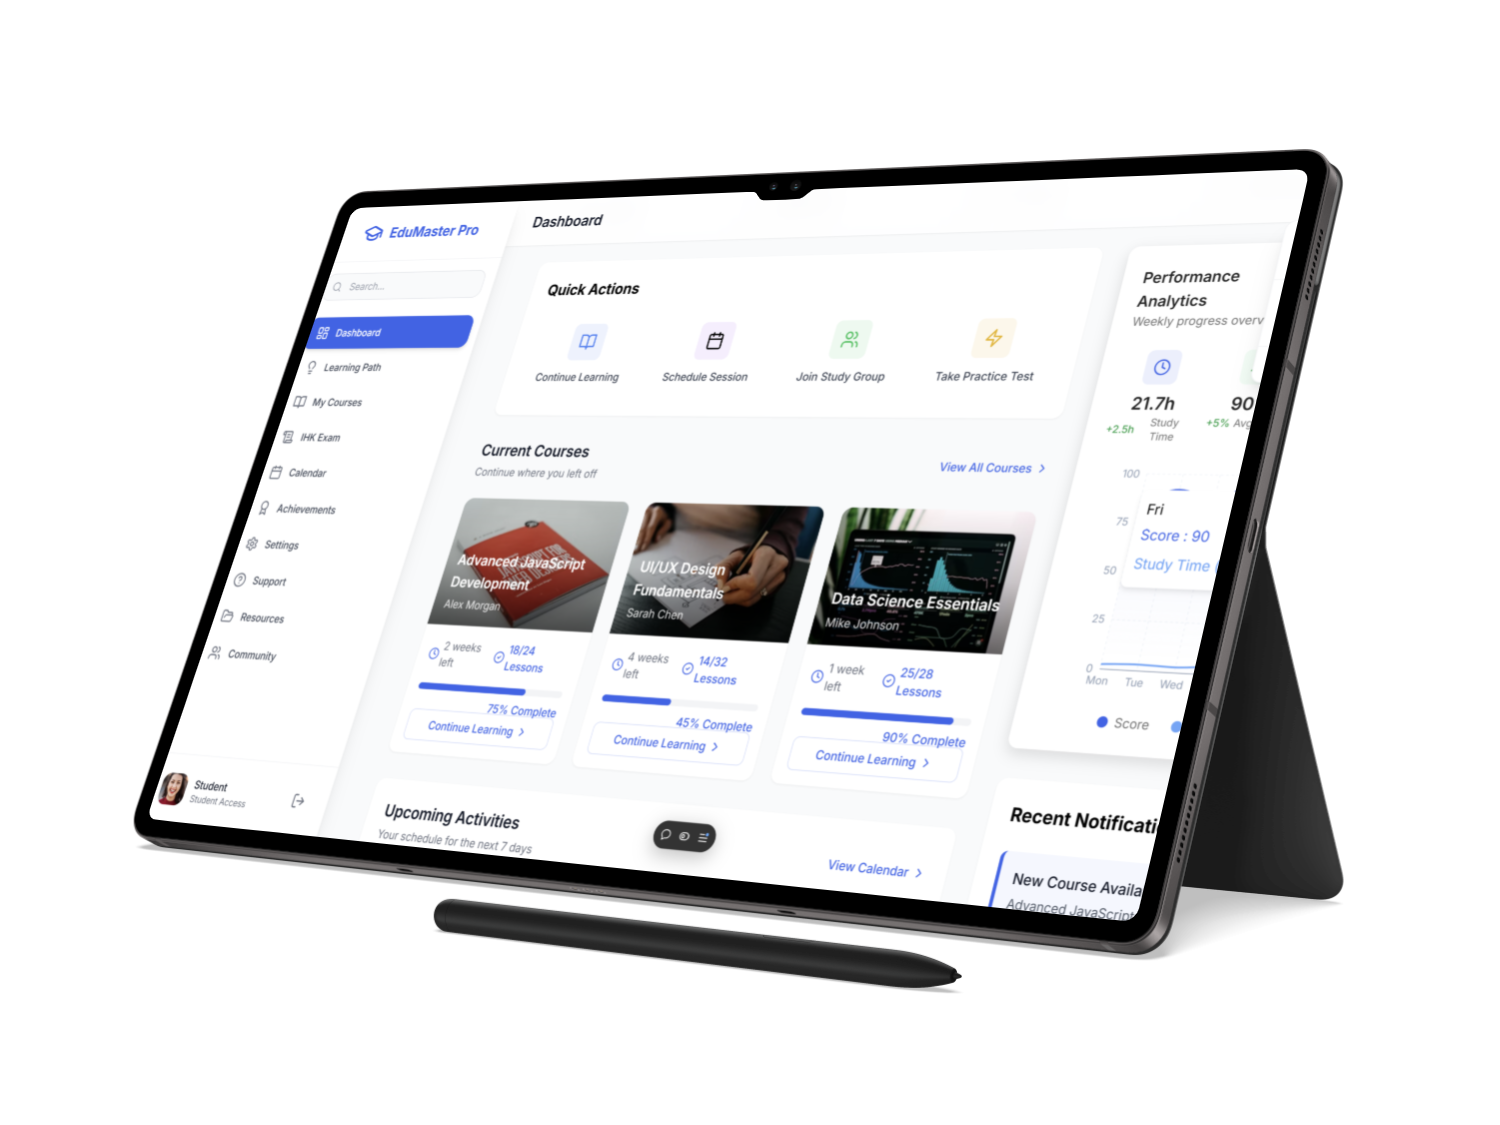 EduMaster Pro
Search...
Dashboard
Learning Path
My Courses
IHK Exam
Calendar
Achievements
Settings
Support
Resources
Community
Student
Student Access
Dashboard
Quick Actions
Continue Learning
Schedule Session
Join Study Group
Take Practice Test
Current Courses
Continue where you left off
View All Courses
Advanced JavaScript
Development
Alex Morgan
2 weeks
left
18/24
Lessons
75% Complete
Continue Learning
UI/UX Design
Fundamentals
Sarah Chen
4 weeks
left
14/32
Lessons
45% Complete
Continue Learning
Data Science Essentials
Mike Johnson
1 week
left
25/28
Lessons
90% Complete
Continue Learning
Upcoming Activities
Your schedule for the next 7 days
View Calendar
Performance
Analytics
Weekly progress overv
21.7h
+2.5h
Study
Time
90
+5% Avg
100
75
50
25
0
Fri
Score : 90
Study Time
Mon Tue Wed
Score
Recent Notificati
New Course Availa
Advanced JavaScript